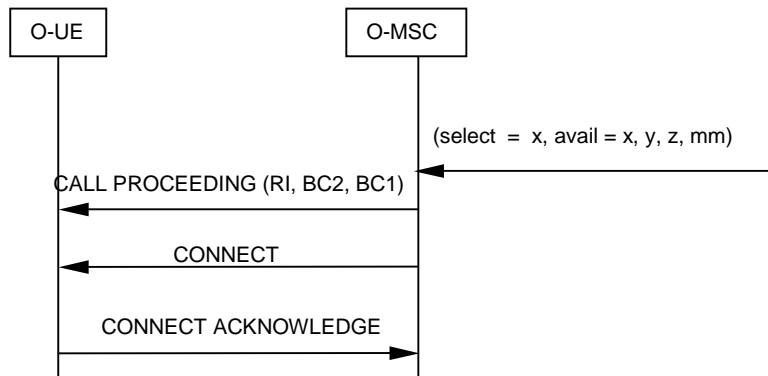 O-UE
O-MSC
(select = x, avail = x, y, z, mm)
CALL PROCEEDING (RI, BC2, BC1)
CONNECT
CONNECT ACKNOWLEDGE